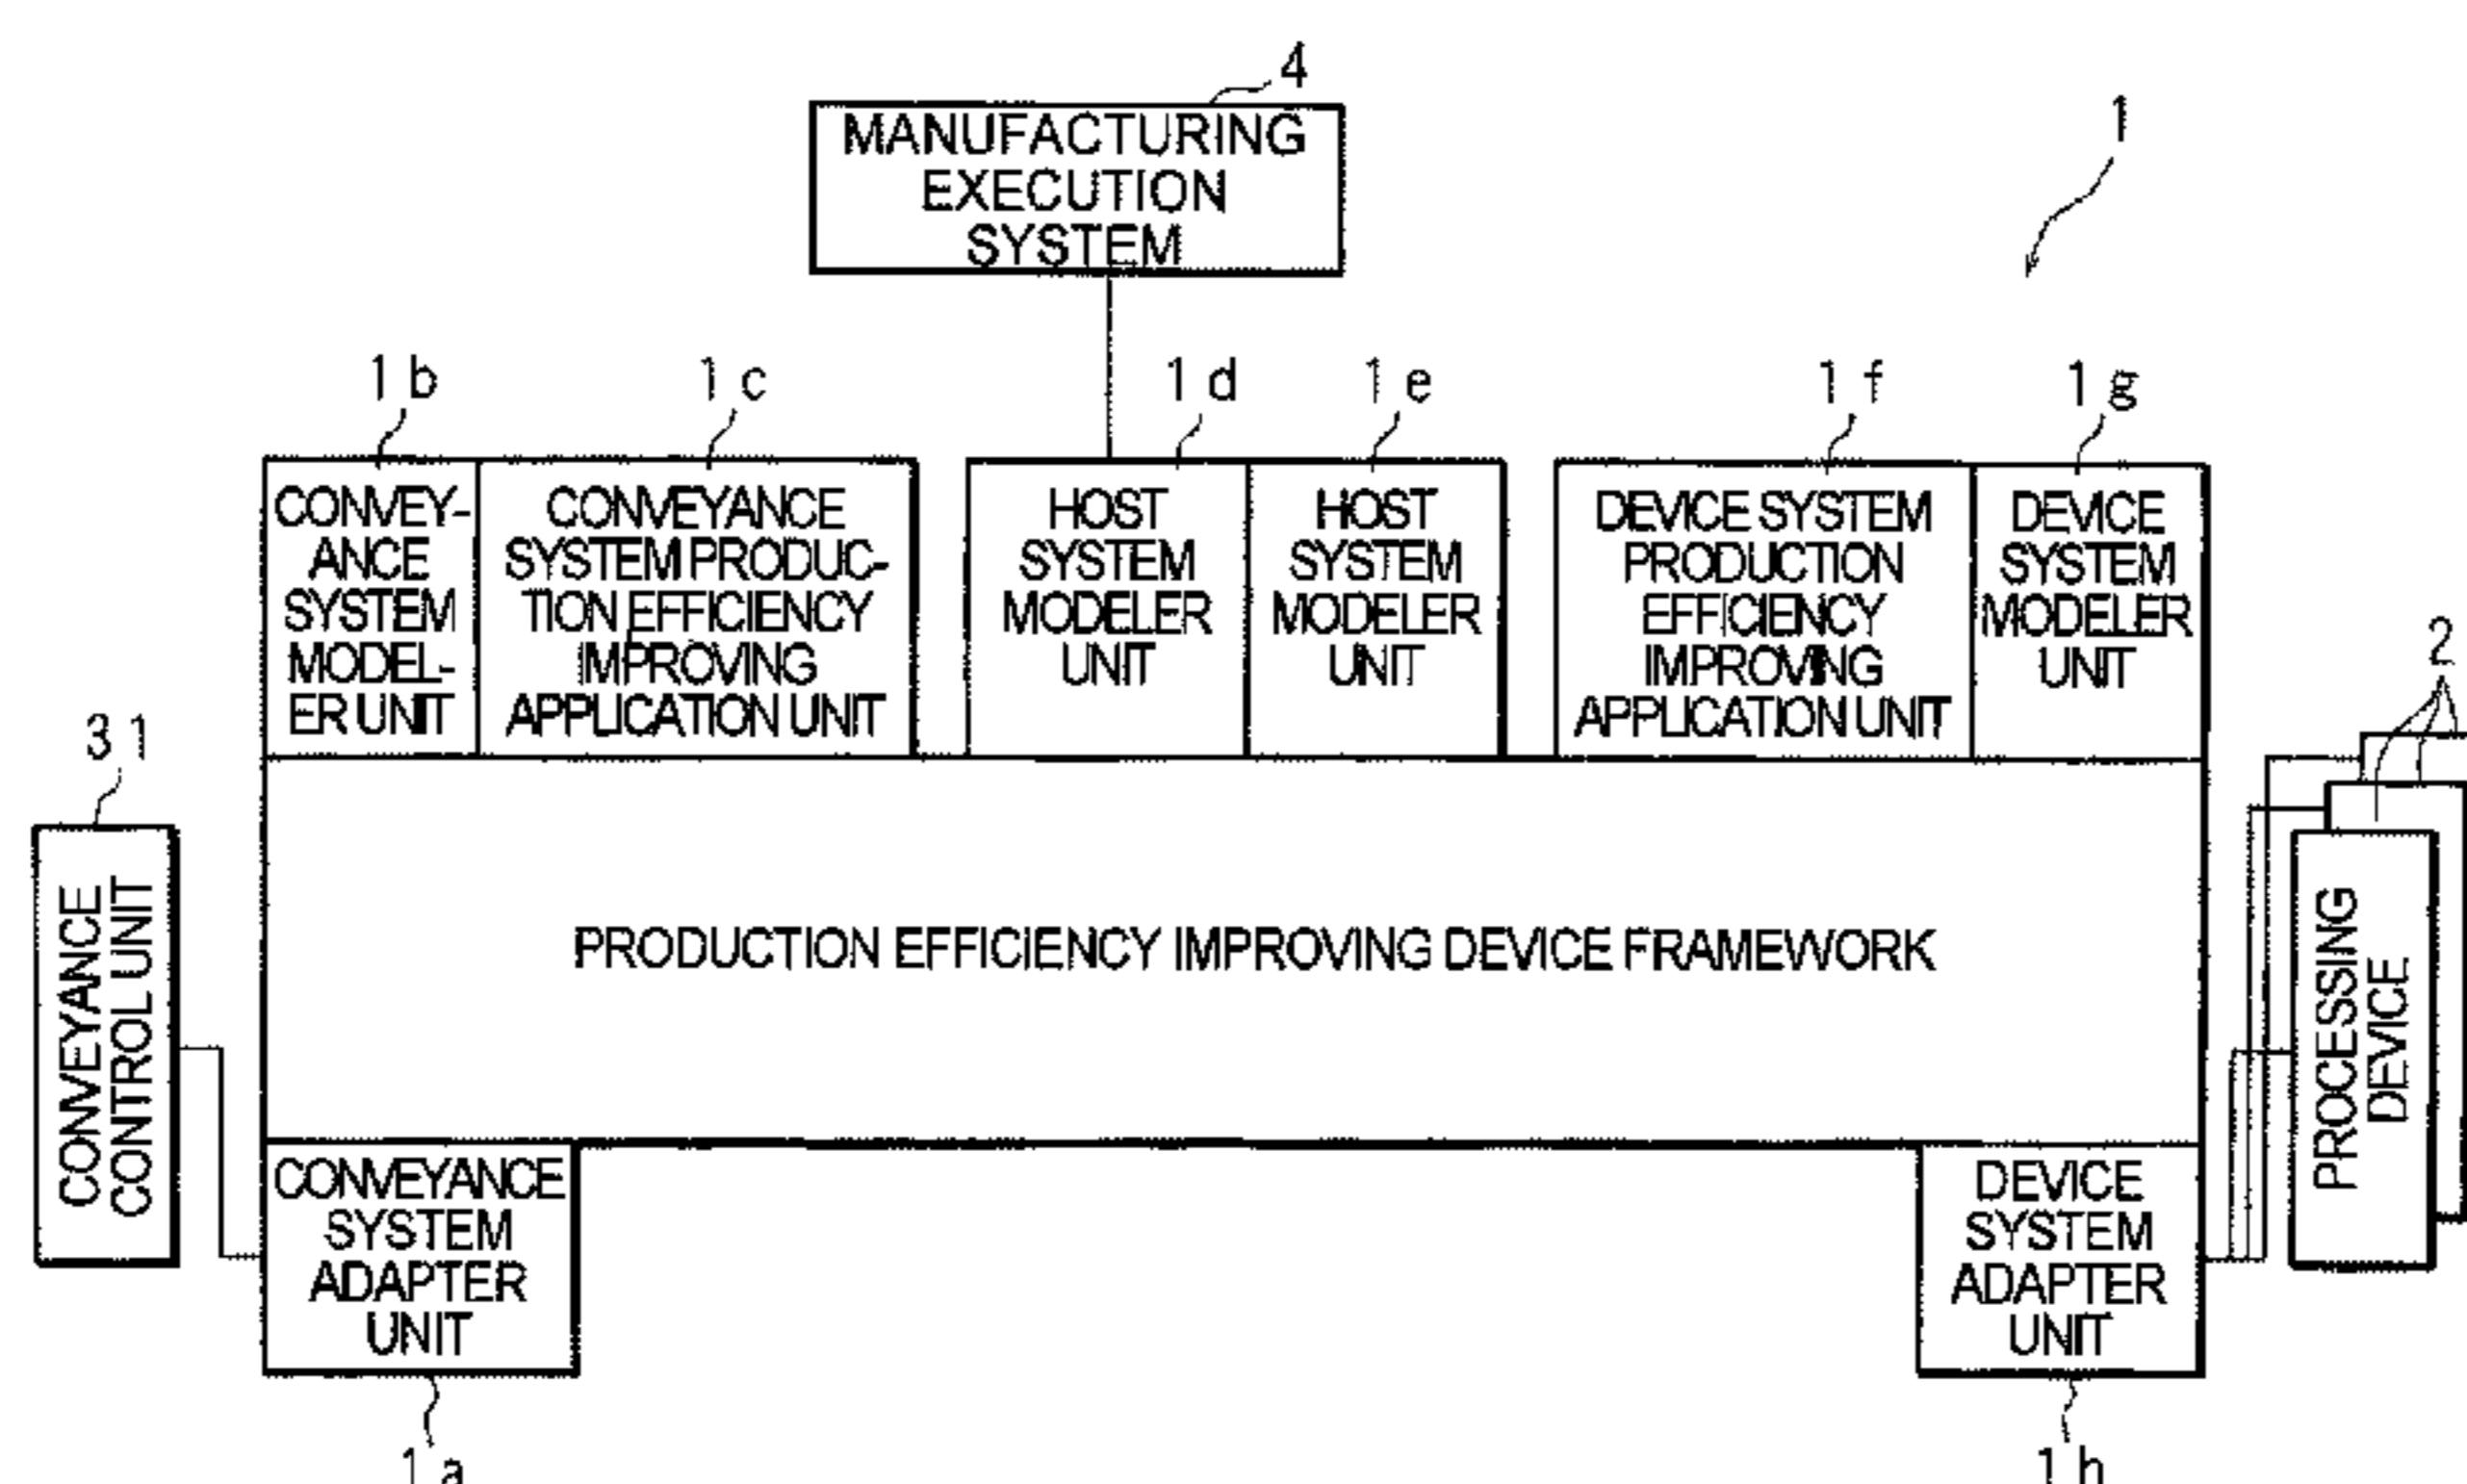 4
MANUFACTURING
EXECUTION
SYSTEM
1
1b
1c
1d
1e
1f
1g
CONVEY-
ANCE
SYSTEM
MODEL-
ER UNIT
CONVEYANCE
SYSTEM PRODUC-
TION EFFICIENCY
IMPROVING
APPLICATION UNIT
HOST
SYSTEM
MODELER
UNIT
HOST
SYSTEM
MODELER
UNIT
DEVICE SYSTEM
PRODUCTION
EFFICIENCY
IMPROVING
APPLICATION UNIT
DEVICE
SYSTEM
MODELER
UNIT
31
CONVEYANCE
CONTROL UNIT
PRODUCTION EFFICIENCY IMPROVING DEVICE FRAMEWORK
2
PROCESSING
DEVICE
CONVEYANCE
SYSTEM
ADAPTER
UNIT
DEVICE
SYSTEM
ADAPTER
UNIT
1a
1h